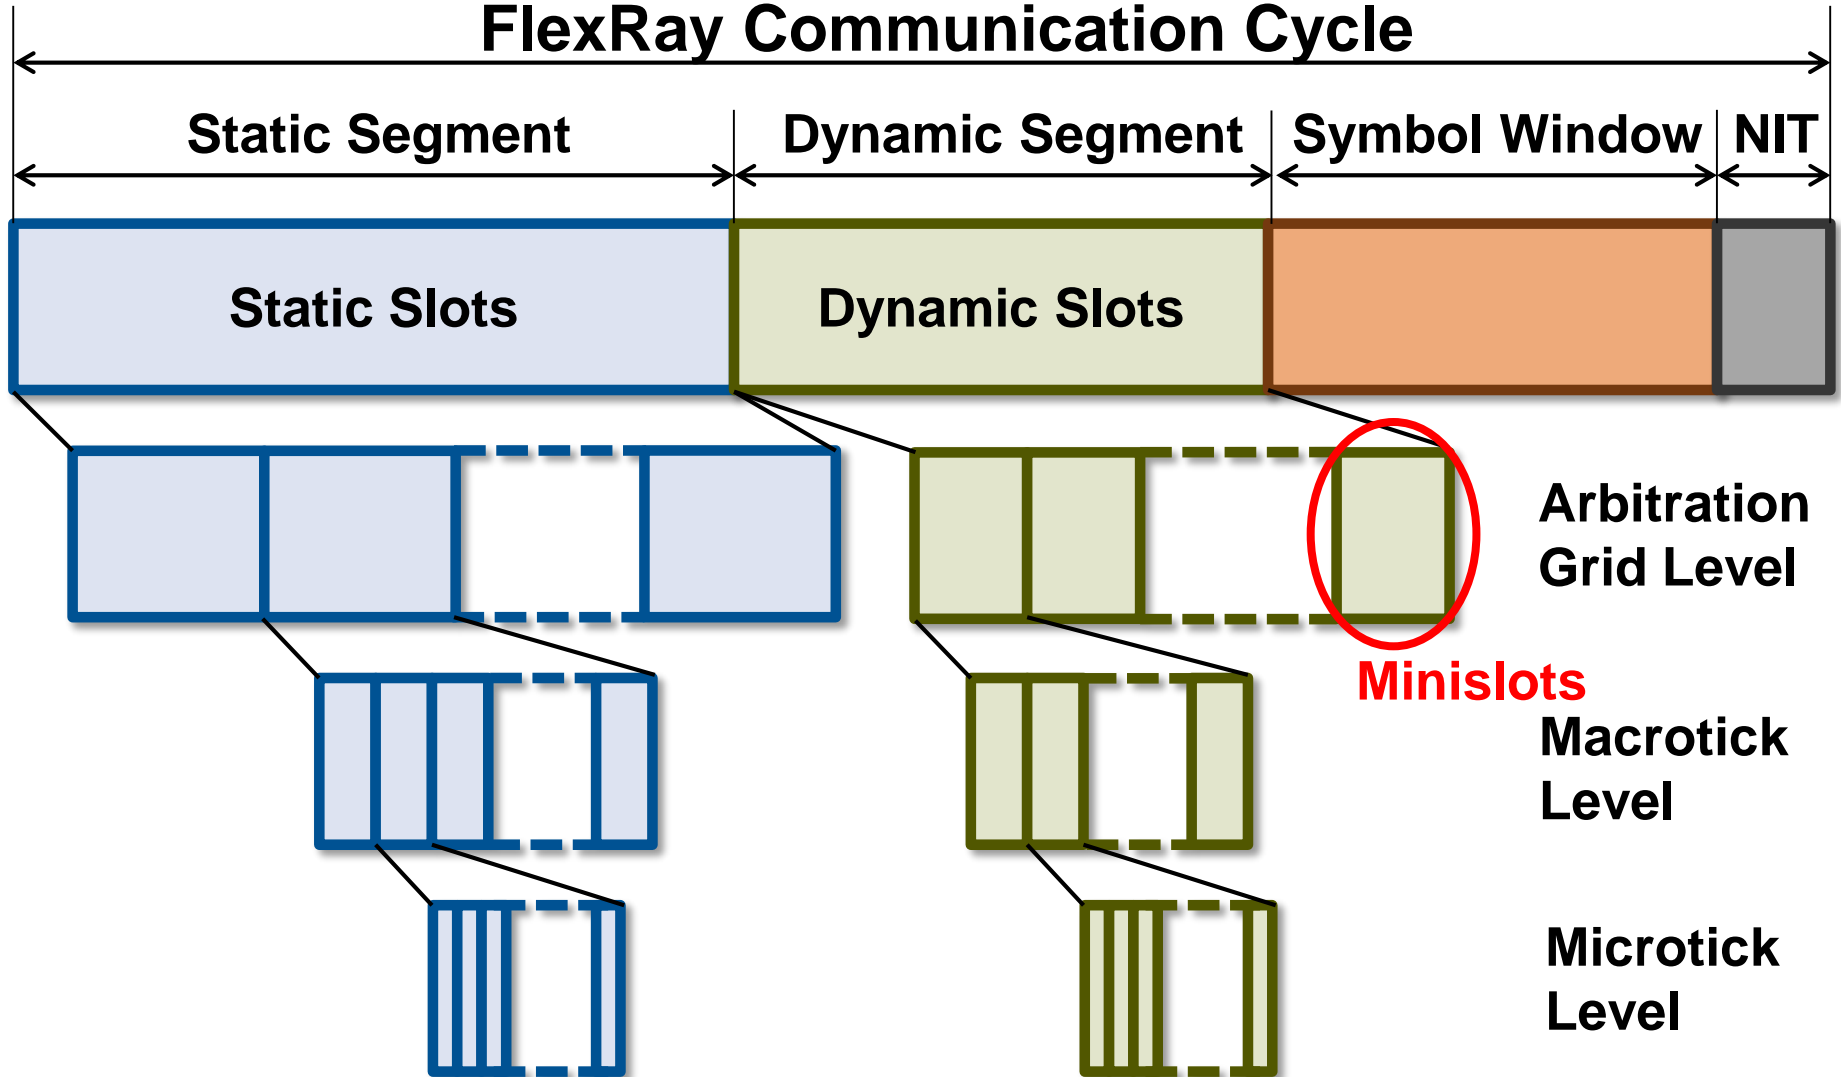 FlexRay Communication Cycle
Static Segment
Dynamic Segment
Symbol Window
NIT
Static Slots
Dynamic Slots
Arbitration
Grid Level
Minislots
Macrotick
Level
Microtick
Level